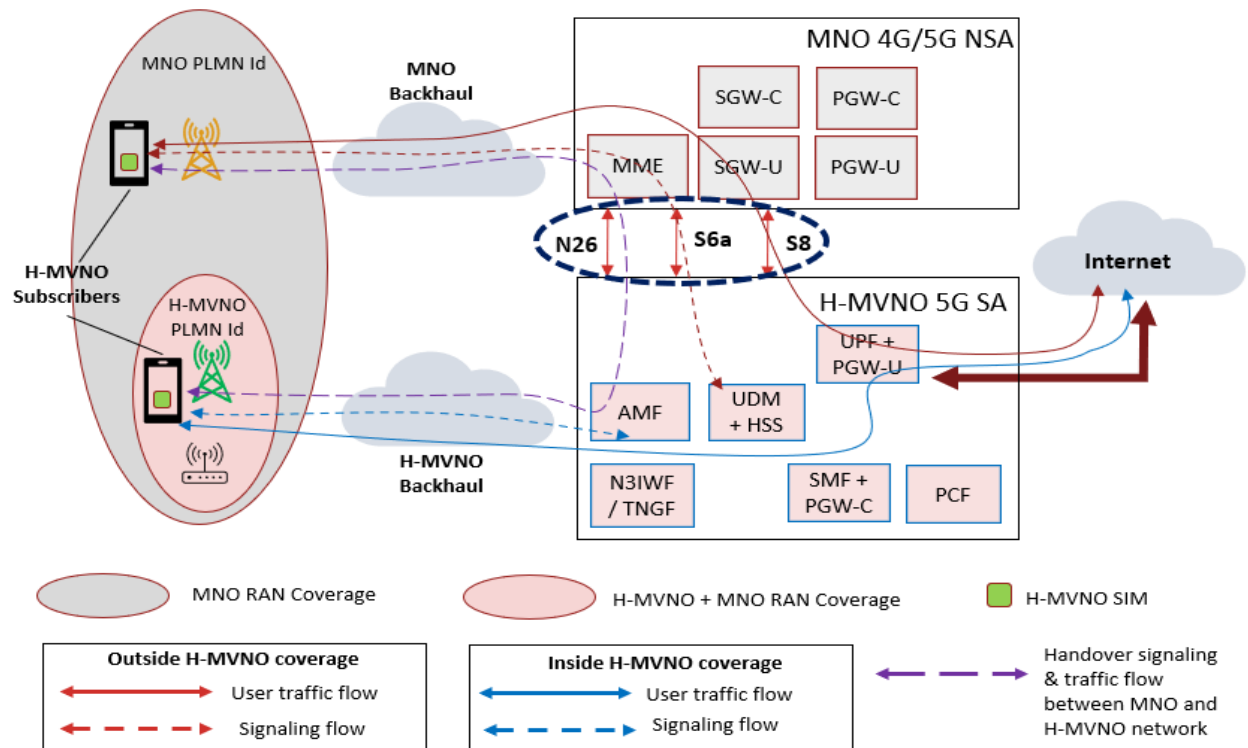 MNO 4G/5G NSA
MNO PLMN Id
MNO
Backhaul
SGW-C
PGW-C
MME
SGW-U
PGW-U
N26
S6a
S8
Internet
H-MVNO
Subscribers
H-MVNO
PLMN Id
H-MVNO 5G SA
UPF +
PGW-U
AMF
UDM
+ HSS
H-MVNO
Backhaul
N3IWF
/ TNGF
SMF +
PGW-C
PCF
MNO RAN Coverage
H-MVNO + MNO RAN Coverage
H-MVNO SIM
Outside H-MVNO coverage
User traffic flow
Signaling flow
Inside H-MVNO coverage
User traffic flow
Signaling flow
Handover signaling
& traffic flow
between MNO and
H-MVNO network